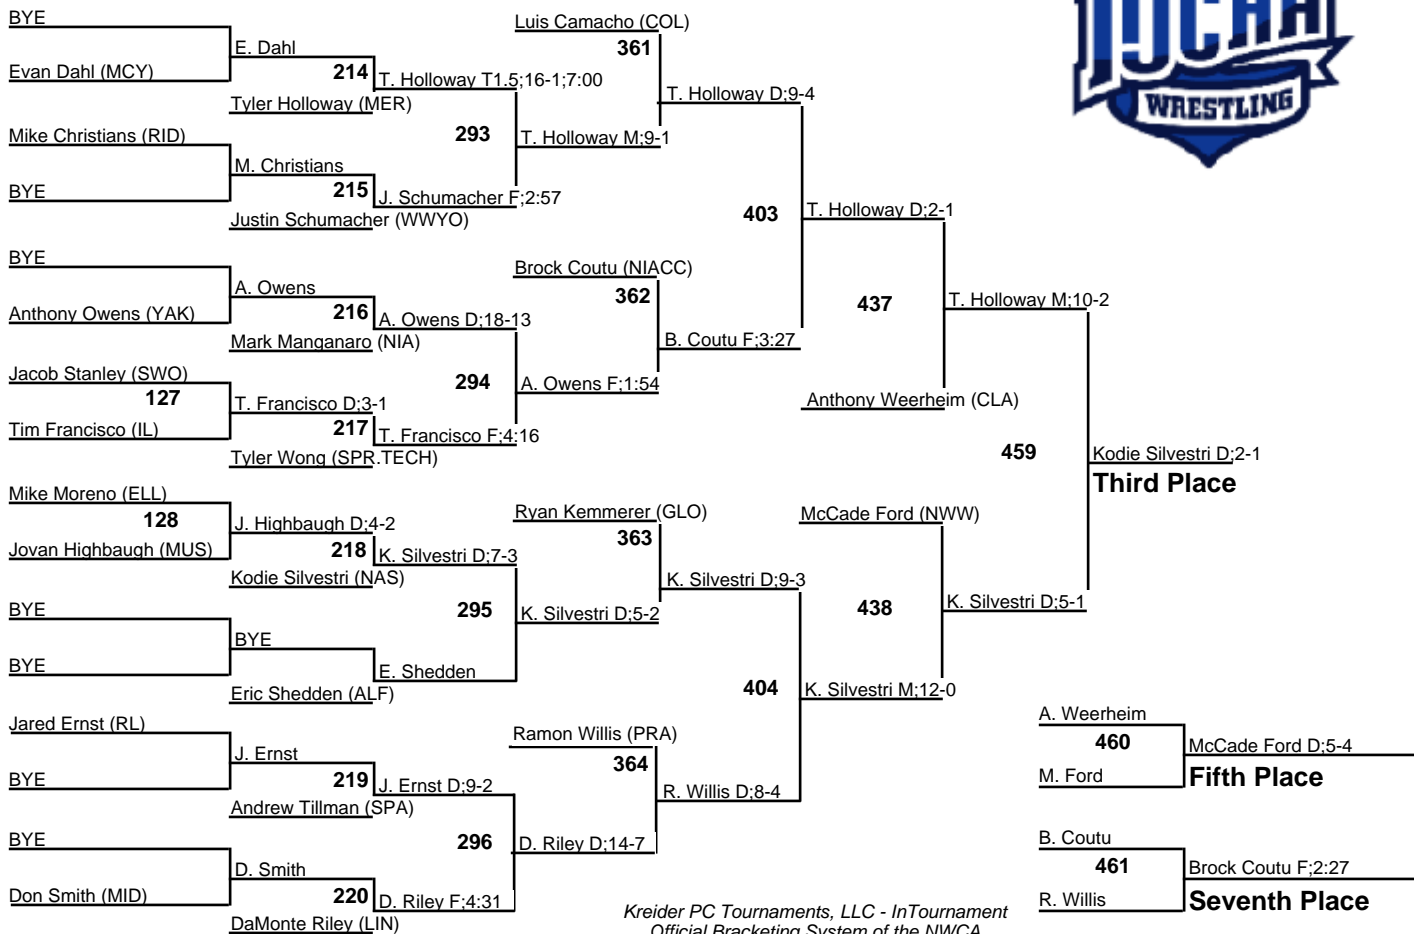 BYE
Evan Dahl (MCY)
E. Dahl
214
Tyler Holloway (MER)
T. Holloway T1.5;16-1;7:00
Mike Christians (RID)
BYE
M. Christians
215
Justin Schumacher (WWYO)
J. Schumacher F;2:57
293
T. Holloway M;9-1
Luis Camacho (COL)
361
T. Holloway D;9-4
BYE
Anthony Owens (YAK)
A. Owens
216
Mark Manganaro (NIA)
A. Owens D;18-13
Jacob Stanley (SWO)
127
Tim Francisco (IL)
T. Francisco D;3-1
217
Tyler Wong (SPR.TECH)
T. Francisco F;4:16
294
A. Owens F;1:54
Brock Coutu (NIACC)
362
B. Coutu F;3:27
403
T. Holloway D;2-1
437
Anthony Weerheim (CLA)
T. Holloway M;10-2
Mike Moreno (ELL)
128
Jovan Highbaugh (MUS)
J. Highbaugh D;4-2
218
Kodie Silvestri (NAS)
K. Silvestri D;7-3
BYE
BYE
BYE
Eric Shedden (ALF)
E. Shedden
295
K. Silvestri D;5-2
Ryan Kemmerer (GLO)
363
K. Silvestri D;9-3
Jared Ernst (RL)
BYE
J. Ernst
219
Andrew Tillman (SPA)
J. Ernst D;9-2
BYE
Don Smith (MID)
D. Smith
220
DaMonte Riley (LIN)
D. Riley F;4:31
296
D. Riley D;14-7
Ramon Willis (PRA)
364
R. Willis D;8-4
404
K. Silvestri M;12-0
McCade Ford (NWW)
438
K. Silvestri D;5-1
459
Kodie Silvestri D;2-1
Third Place
A. Weerheim
460
M. Ford
McCade Ford D;5-4
Fifth Place
B. Coutu
461
R. Willis
Brock Coutu F;2:27
Seventh Place
NJCAA
WRESTLING
Kreider PC Tournaments, LLC - InTournament
Official Bracketing System of the NWCA